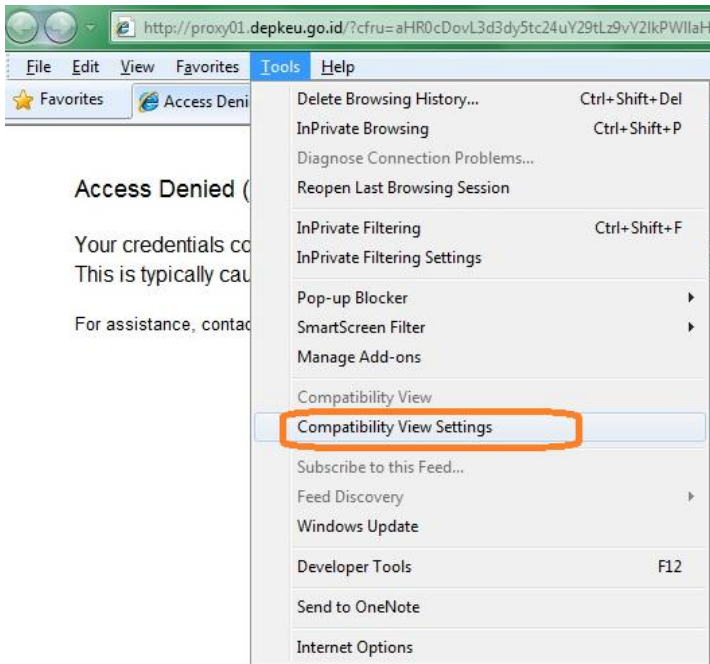 http://proxy01.depkeu.go.id/?cfru=aHR0cDovL3d3dy5tc24uY29tLz9vY2lkPWllaH
File Edit View Favorites Tools Help
Favorites Access Deni
Delete Browsing History... Ctrl+Shift+Del
InPrivate Browsing Ctrl+Shift+P
Diagnose Connection Problems...
Reopen Last Browsing Session
Access Denied (
InPrivate Filtering Ctrl+Shift+F
Your credentials co
InPrivate Filtering Settings
This is typically cau
Pop-up Blocker
For assistance, contac
SmartScreen Filter
Manage Add-ons
Compatibility View
Compatibility View Settings
Subscribe to this Feed...
Feed Discovery
Windows Update
Developer Tools F12
Send to OneNote
Internet Options